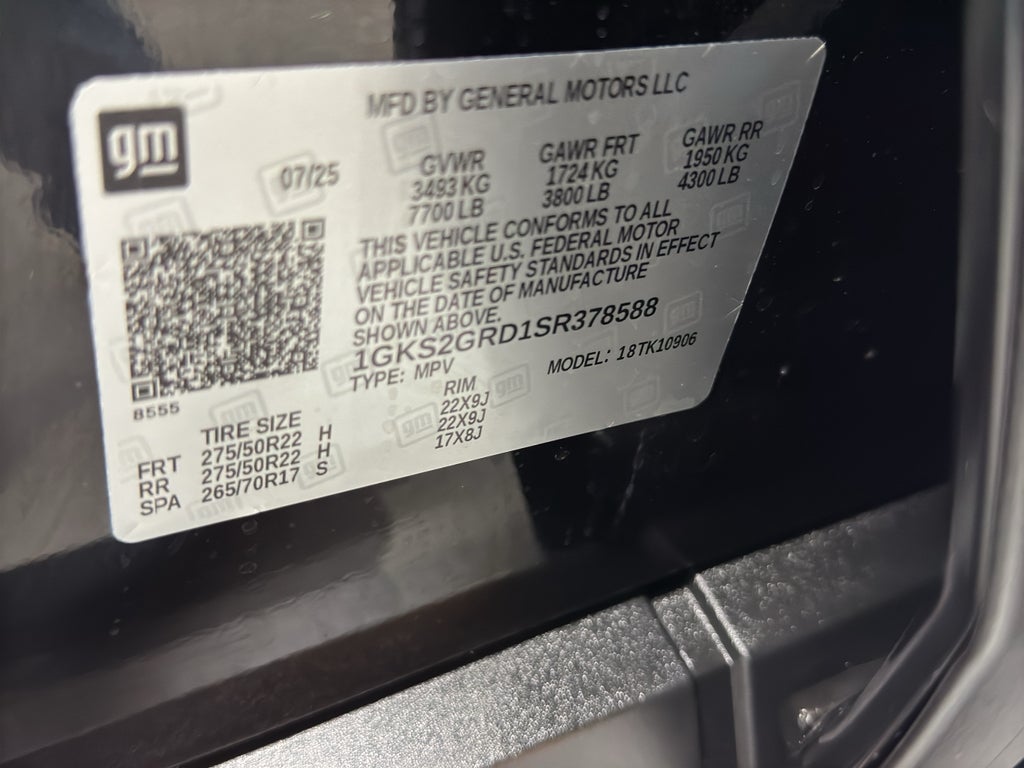 gm
MFD BY GENERAL MOTORS LLC
07/25
GVWR GAWR FRT GAWR RR
3493 KG 1724 KG 1950 KG
7700 LB 3800 LB 4300 LB
THIS VEHICLE CONFORMS TO ALL
APPLICABLE U.S. FEDERAL MOTOR
VEHICLE SAFETY STANDARDS IN EFFECT
ON THE DATE OF MANUFACTURE
SHOWN ABOVE.
1GKS2GRD1SR378588
TYPE: MPV MODEL: 18TK10906
8555
TIRE SIZE RIM
FRT 275/50R22 H 22X9J
RR 275/50R22 H 22X9J
SPA 265/70R17 S 17X8J